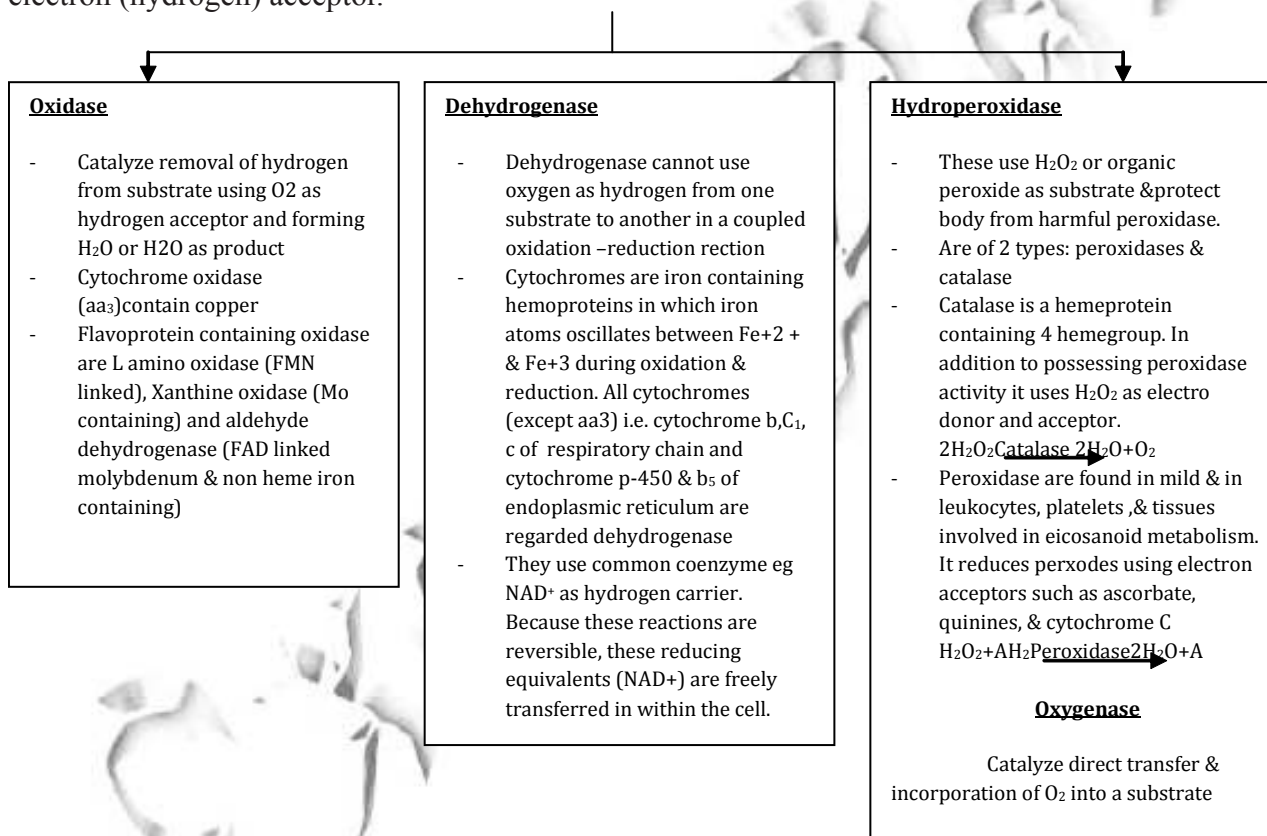 electron (hydrogen) acceptor.
Oxidase
- Catalyze removal of hydrogen
from substrate using O2 as
hydrogen acceptor and forming
H₂O or H2O as product
- Cytochrome oxidase
(aa₃)contain copper
- Flavoprotein containing oxidase
are L amino oxidase (FMN
linked), Xanthine oxidase (Mo
containing) and aldehyde
dehydrogenase (FAD linked
molybdenum & non heme iron
containing)
Dehydrogenase
- Dehydrogenase cannot use
oxygen as hydrogen from one
substrate to another in a coupled
oxidation –reduction rection
- Cytochromes are iron containing
hemoproteins in which iron
atoms oscillates between Fe+2 +
& Fe+3 during oxidation &
reduction. All cytochromes
(except aa3) i.e. cytochrome b,C₁,
c of respiratory chain and
cytochrome p-450 & b₅ of
endoplasmic reticulum are
regarded dehydrogenase
- They use common coenzyme eg
NAD⁺ as hydrogen carrier.
Because these reactions are
reversible, these reducing
equivalents (NAD+) are freely
transferred in within the cell.
Hydroperoxidase
- These use H₂O₂ or organic
peroxide as substrate &protect
body from harmful peroxidase.
- Are of 2 types: peroxidases &
catalase
- Catalase is a hemeprotein
containing 4 hemegroup. In
addition to possessing peroxidase
activity it uses H₂O₂ as electro
donor and acceptor.
2H₂O₂Catalase 2H₂O+O₂
- Peroxidase are found in mild & in
leukocytes, platelets ,& tissues
involved in eicosanoid metabolism.
It reduces perxodes using electron
acceptors such as ascorbate,
quinines, & cytochrome C
H₂O₂+AH₂Peroxidase2H₂O+A
Oxygenase
Catalyze direct transfer &
incorporation of O₂ into a substrate